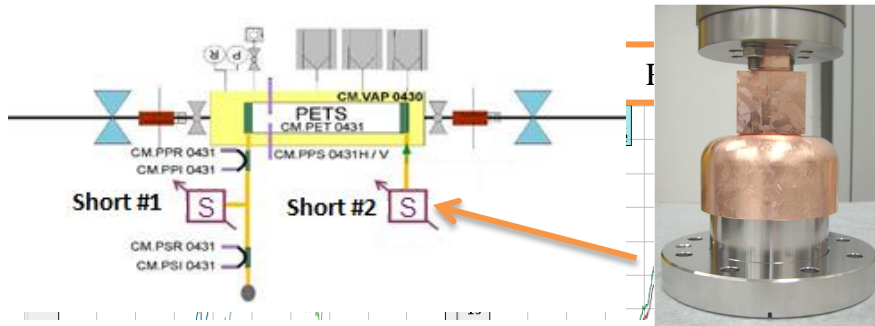 R
P
CM.VAP 0430
PETS
CM.PET 0431
CM.PPR 0431
CM.PPI 0431
CM.PPS 0431H / V
Short #1
S
Short #2
S
CM.PSR 0431
CM.PSI 0431